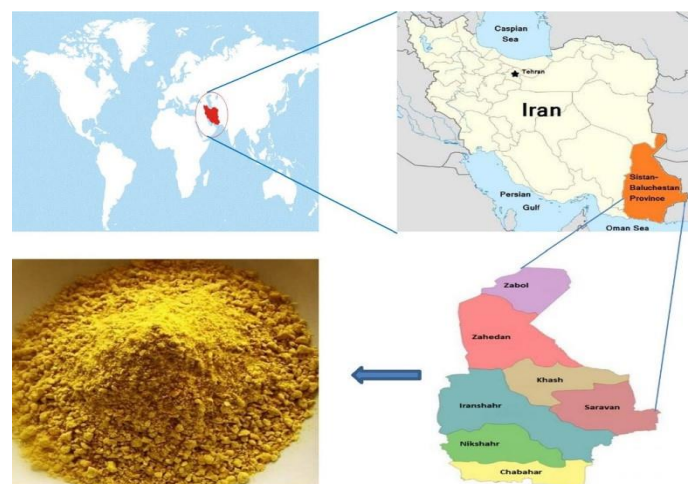 Caspian
Sea
Tehran
Iran
Sistan-
Baluchestan
Province
Persian
Gulf
Oman Sea
Zabol
Zahedan
Khash
Iranshahr
Saravan
Nikshahr
Chabahar